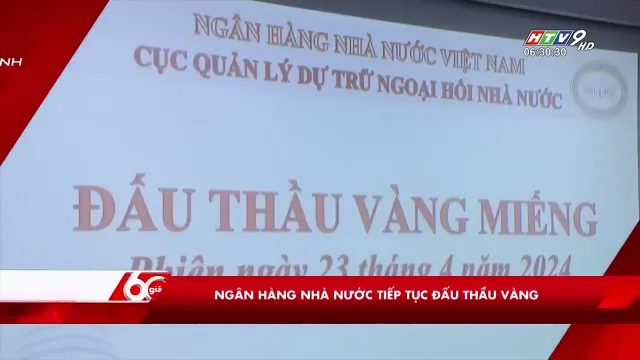 NGÂN HÀNG NHÀ NƯỚC VIỆT NAM
CỤC QUẢN LÝ DỰ TRỮ NGOẠI HỐI NHÀ NƯỚC
HTV9 HD
06:30:30
NH
ĐẤU THẦU VÀNG MIẾNG
Phiên ngày 23 tháng 4 năm 2024
60 giây
NGÂN HÀNG NHÀ NƯỚC TIẾP TỤC ĐẤU THẦU VÀNG